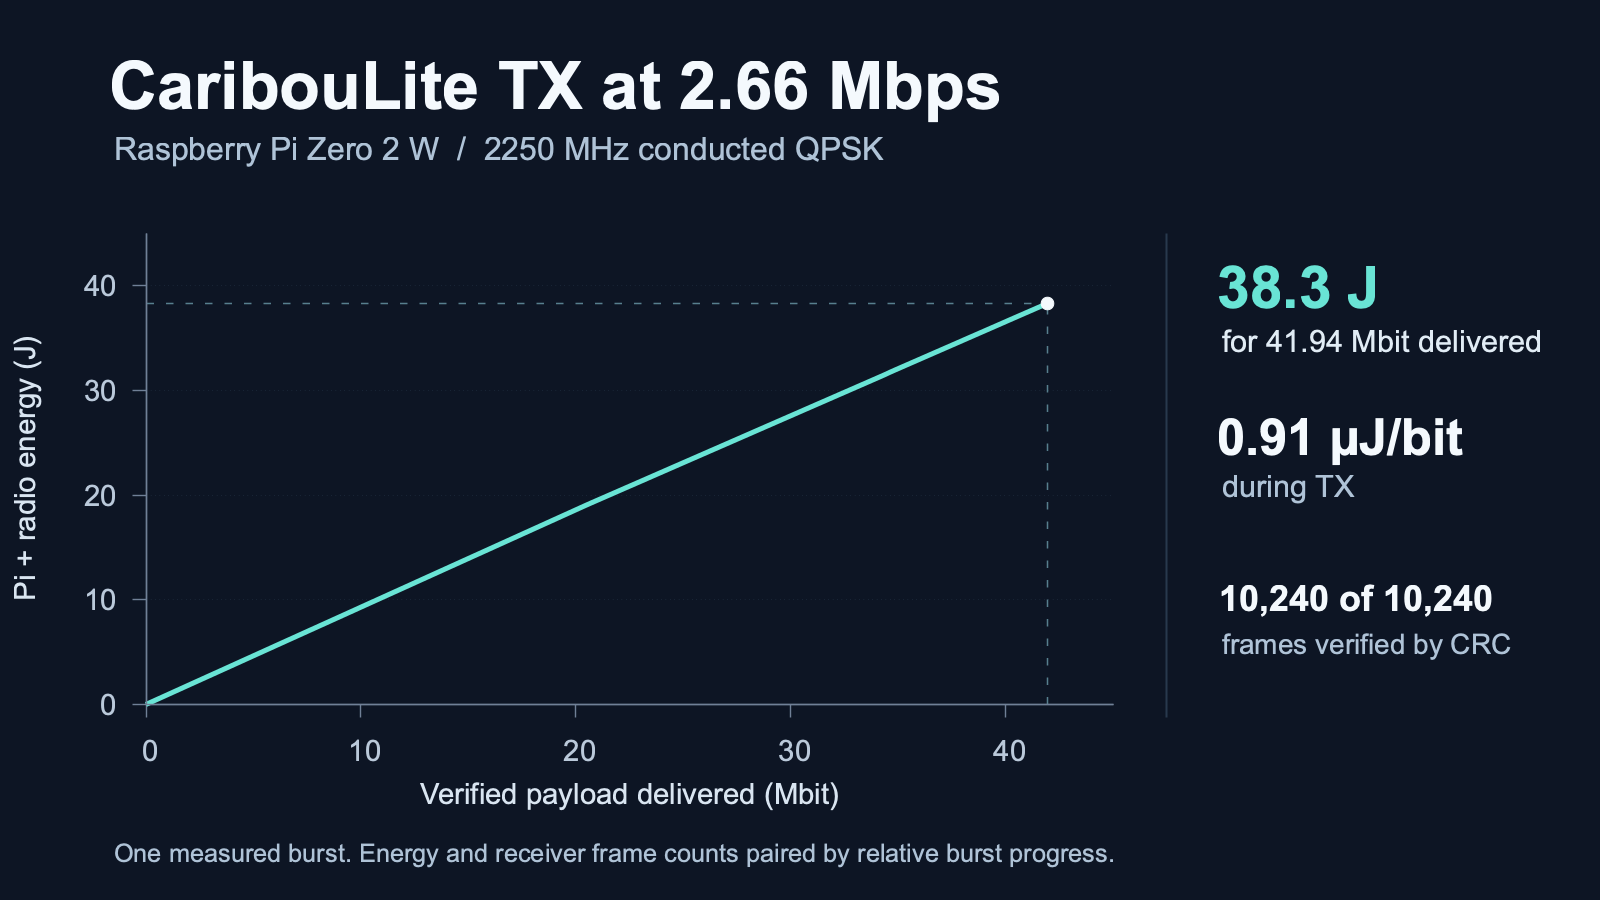 CaribouLite TX at 2.66 Mbps
Raspberry Pi Zero 2 W / 2250 MHz conducted QPSK
Pi + radio energy (J)
40
30
20
10
0
0 10 20 30 40
Verified payload delivered (Mbit)
38.3 J
for 41.94 Mbit delivered
0.91 µJ/bit
during TX
10,240 of 10,240
frames verified by CRC
One measured burst. Energy and receiver frame counts paired by relative burst progress.